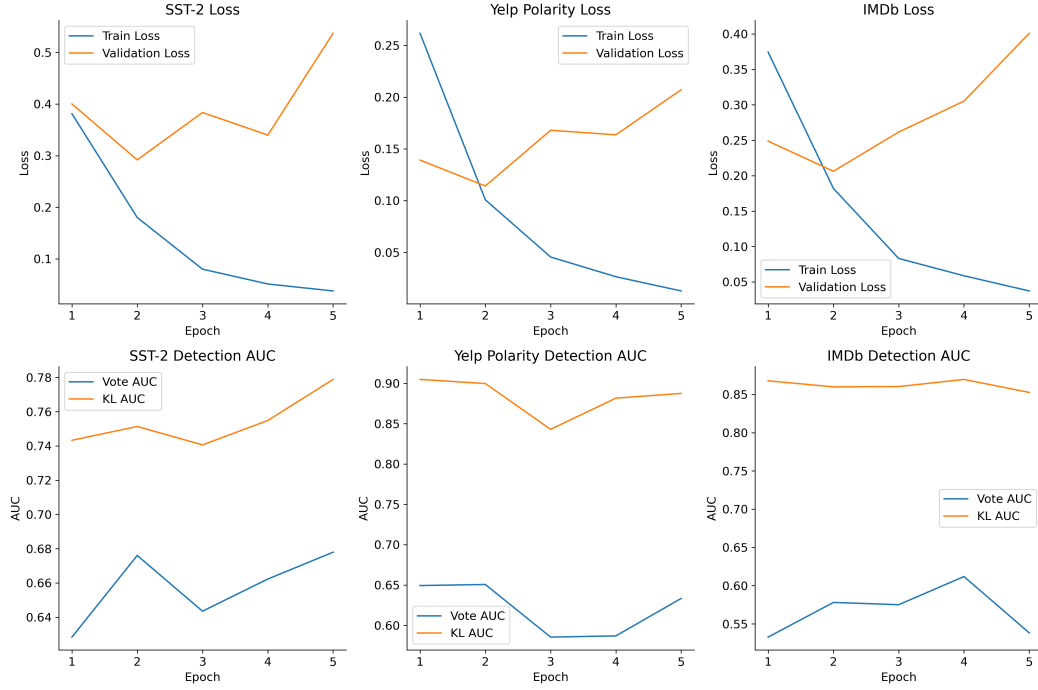 SST-2 Loss
Train Loss
Validation Loss
0.5
0.4
0.3
0.2
0.1
Loss
1 2 3 4 5
Epoch
Yelp Polarity Loss
Train Loss
Validation Loss
0.25
0.20
0.15
0.10
0.05
Loss
1 2 3 4 5
Epoch
IMDb Loss
0.40
0.35
0.30
0.25
0.20
0.15
0.10
0.05
Loss
Train Loss
Validation Loss
1 2 3 4 5
Epoch
SST-2 Detection AUC
Vote AUC
KL AUC
0.78
0.76
0.74
0.72
0.70
0.68
0.66
0.64
AUC
1 2 3 4 5
Epoch
Yelp Polarity Detection AUC
0.90
0.85
0.80
0.75
0.70
0.65
0.60
AUC
Vote AUC
KL AUC
1 2 3 4 5
Epoch
IMDb Detection AUC
0.85
0.80
0.75
0.70
0.65
0.60
0.55
AUC
Vote AUC
KL AUC
1 2 3 4 5
Epoch